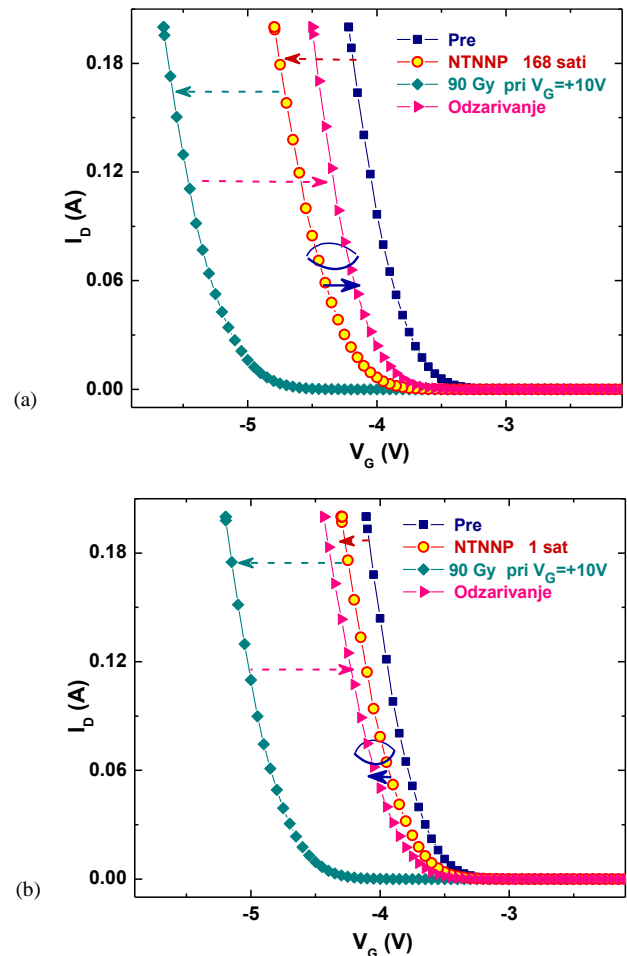 Pre
NTNNP 168 sati
90 Gy pri V_G=+10V
Odzarivanje
0.18
0.12
0.06
0.00
I_D (A)
(a)
-5 -4 -3
V_G (V)
Pre
NTNNP 1 sat
90 Gy pri V_G=+10V
Odzarivanje
0.18
0.12
0.06
0.00
I_D (A)
(b)
-5 -4 -3
V_G (V)